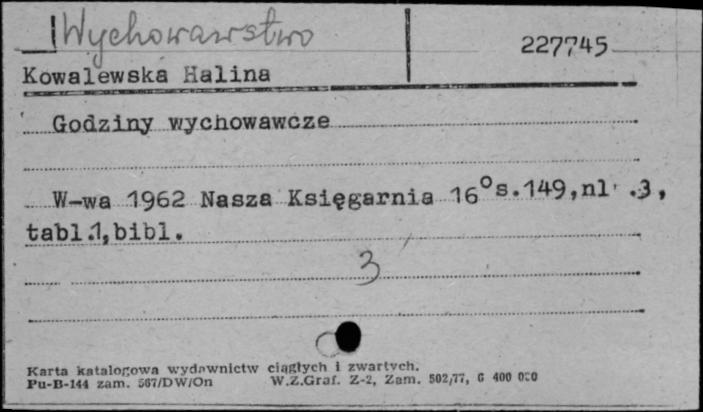 Wychowawstwo
227745
Kowalewska Halina
Godziny wychowawcze
W-wa 1962 Nasza Księgarnia 16°s.149,nl .3,
tabl.1,bibl.
3
Karta katalogowa wydawnictw ciągłych i zwartych.
Pu-B-144 zam. 567/DW/On W.Z.Graf. Z-2, Zam. 502/77, G 400 000